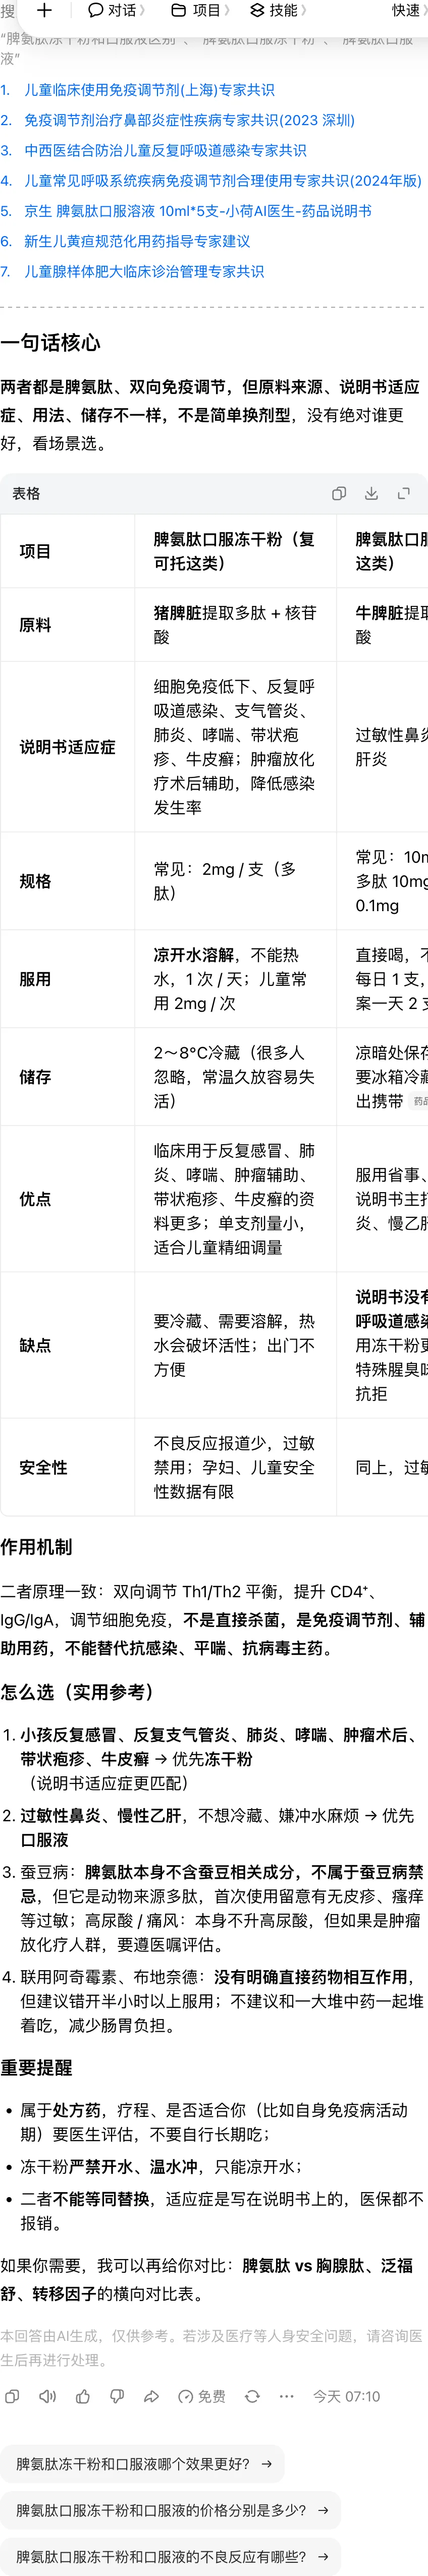 搜
对话 》
项目 》
技能 》
快速 》
“脾氨肽冻干粉和口服液区别”、“脾氨肽口服冻干粉”、“脾氨肽口服
液”
1. 儿童临床使用免疫调节剂(上海)专家共识
2. 免疫调节剂治疗鼻部炎症性疾病专家共识(2023 深圳)
3. 中西医结合防治儿童反复呼吸道感染专家共识
4. 儿童常见呼吸系统疾病免疫调节剂合理使用专家共识(2024年版)
5. 京生 脾氨肽口服溶液 10ml*5支-小荷AI医生-药品说明书
6. 新生儿黄疸规范化用药指导专家建议
7. 儿童腺样体肥大临床诊治管理专家共识
一句话核心
两者都是脾氨肽、双向免疫调节，但原料来源、说明书适应
症、用法、储存不一样，不是简单换剂型，没有绝对谁更
好，看场景选。
表格
项目
脾氨肽口服冻干粉（复
可托这类）
脾氨肽口服
这类）
原料
猪脾脏提取多肽 + 核苷
酸
牛脾脏提取
酸
说明书适应症
细胞免疫低下、反复呼
吸道感染、支气管炎、
肺炎、哮喘、带状疱
疹、牛皮癣；肿瘤放化
疗术后辅助，降低感染
发生率
过敏性鼻炎
肝炎
规格
常见：2mg / 支（多
肽）
常见：10m
多肽 10mg
0.1mg
服用
凉开水溶解，不能热
水，1 次 / 天；儿童常
用 2mg / 次
直接喝，不
每日 1 支，
案一天 2 支
储存
2～8°C冷藏（很多人
忽略，常温久放容易失
活）
凉暗处保存
要冰箱冷藏
出携带 药品
优点
临床用于反复感冒、肺
炎、哮喘、肿瘤辅助、
带状疱疹、牛皮癣的资
料更多；单支剂量小，
适合儿童精细调量
服用省事、
说明书主打
炎、慢乙肝
缺点
要冷藏、需要溶解，热
水会破坏活性；出门不
方便
说明书没有
呼吸道感染
用冻干粉更
特殊腥臭味
抗拒
安全性
不良反应报道少，过敏
禁用；孕妇、儿童安全
性数据有限
同上，过敏
作用机制
二者原理一致：双向调节 Th1/Th2 平衡，提升 CD4⁺、
IgG/IgA，调节细胞免疫，不是直接杀菌，是免疫调节剂、辅
助用药，不能替代抗感染、平喘、抗病毒主药。
怎么选（实用参考）
1. 小孩反复感冒、反复支气管炎、肺炎、哮喘、肿瘤术后、
带状疱疹、牛皮癣 → 优先冻干粉
（说明书适应症更匹配）
2. 过敏性鼻炎、慢性乙肝，不想冷藏、嫌冲水麻烦 → 优先
口服液
3. 蚕豆病：脾氨肽本身不含蚕豆相关成分，不属于蚕豆病禁
忌，但它是动物来源多肽，首次使用留意有无皮疹、瘙痒
等过敏；高尿酸 / 痛风：本身不升高尿酸，但如果是肿瘤
放化疗人群，要遵医嘱评估。
4. 联用阿奇霉素、布地奈德：没有明确直接药物相互作用，
但建议错开半小时以上服用；不建议和一大堆中药一起堆
着吃，减少肠胃负担。
重要提醒
• 属于处方药，疗程、是否适合你（比如自身免疫病活动
期）要医生评估，不要自行长期吃；
• 冻干粉严禁开水、温水冲，只能凉开水；
• 二者不能等同替换，适应症是写在说明书上的，医保都不
报销。
如果你需要，我可以再给你对比：脾氨肽 vs 胸腺肽、泛福
舒、转移因子的横向对比表。
本回答由AI生成，仅供参考。若涉及医疗等人身安全问题，请咨询医
生后再进行处理。
免费
今天 07:10
脾氨肽冻干粉和口服液哪个效果更好？ →
脾氨肽口服冻干粉和口服液的价格分别是多少？ →
脾氨肽口服冻干粉和口服液的不良反应有哪些？ →